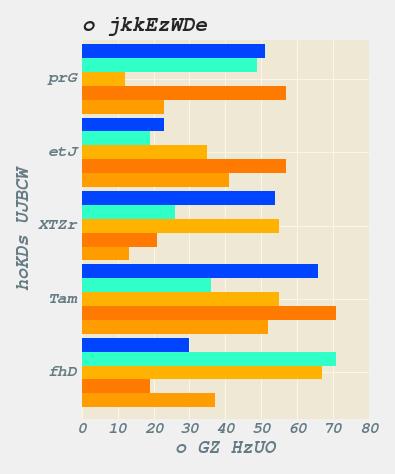 o jkkEzWDe
hoKDs UJBCW
prG
etJ
XTZr
Tam
fhD
0 10 20 30 40 50 60 70 80
o GZ HzUO